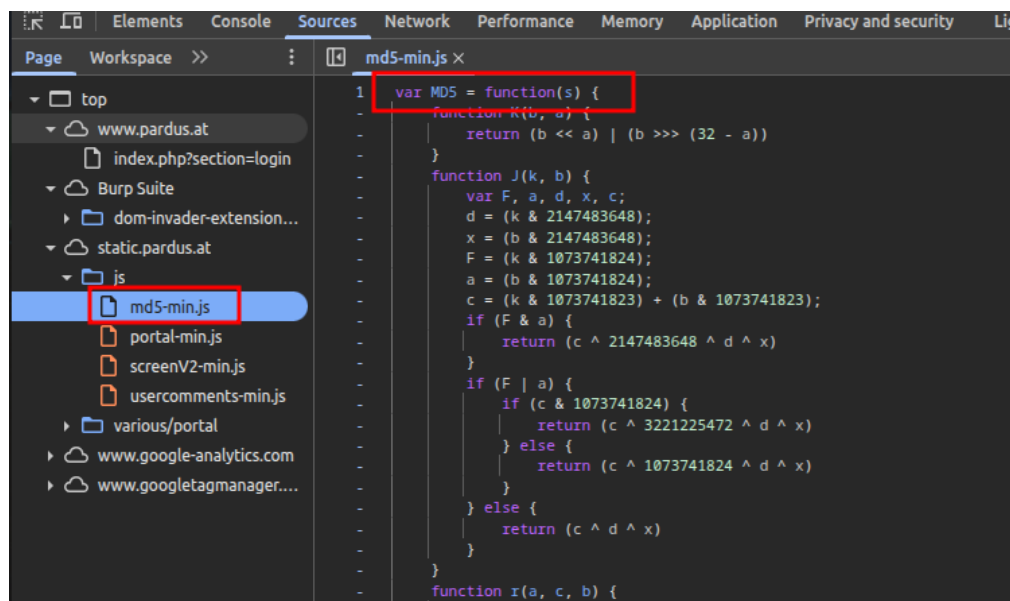 Elements Console Sources Network Performance Memory Application Privacy and security
Page Workspace >> md5-min.js ×
top
www.pardus.at
index.php?section=login
Burp Suite
dom-invader-extension...
static.pardus.at
js
md5-min.js
portal-min.js
screenV2-min.js
usercomments-min.js
various/portal
www.google-analytics.com
www.googletagmanager....
1 var MD5 = function(s) {
- function K(b, a) {
- return (b << a) | (b >>> (32 - a))
- }
- function J(k, b) {
- var F, a, d, x, c;
- d = (k & 2147483648);
- x = (b & 2147483648);
- F = (k & 1073741824);
- a = (b & 1073741824);
- c = (k & 1073741823) + (b & 1073741823);
- if (F & a) {
- return (c ^ 2147483648 ^ d ^ x)
- }
- if (F | a) {
- if (c & 1073741824) {
- return (c ^ 3221225472 ^ d ^ x)
- } else {
- return (c ^ 1073741824 ^ d ^ x)
- }
- } else {
- return (c ^ d ^ x)
- }
- }
- function r(a, c, b) {